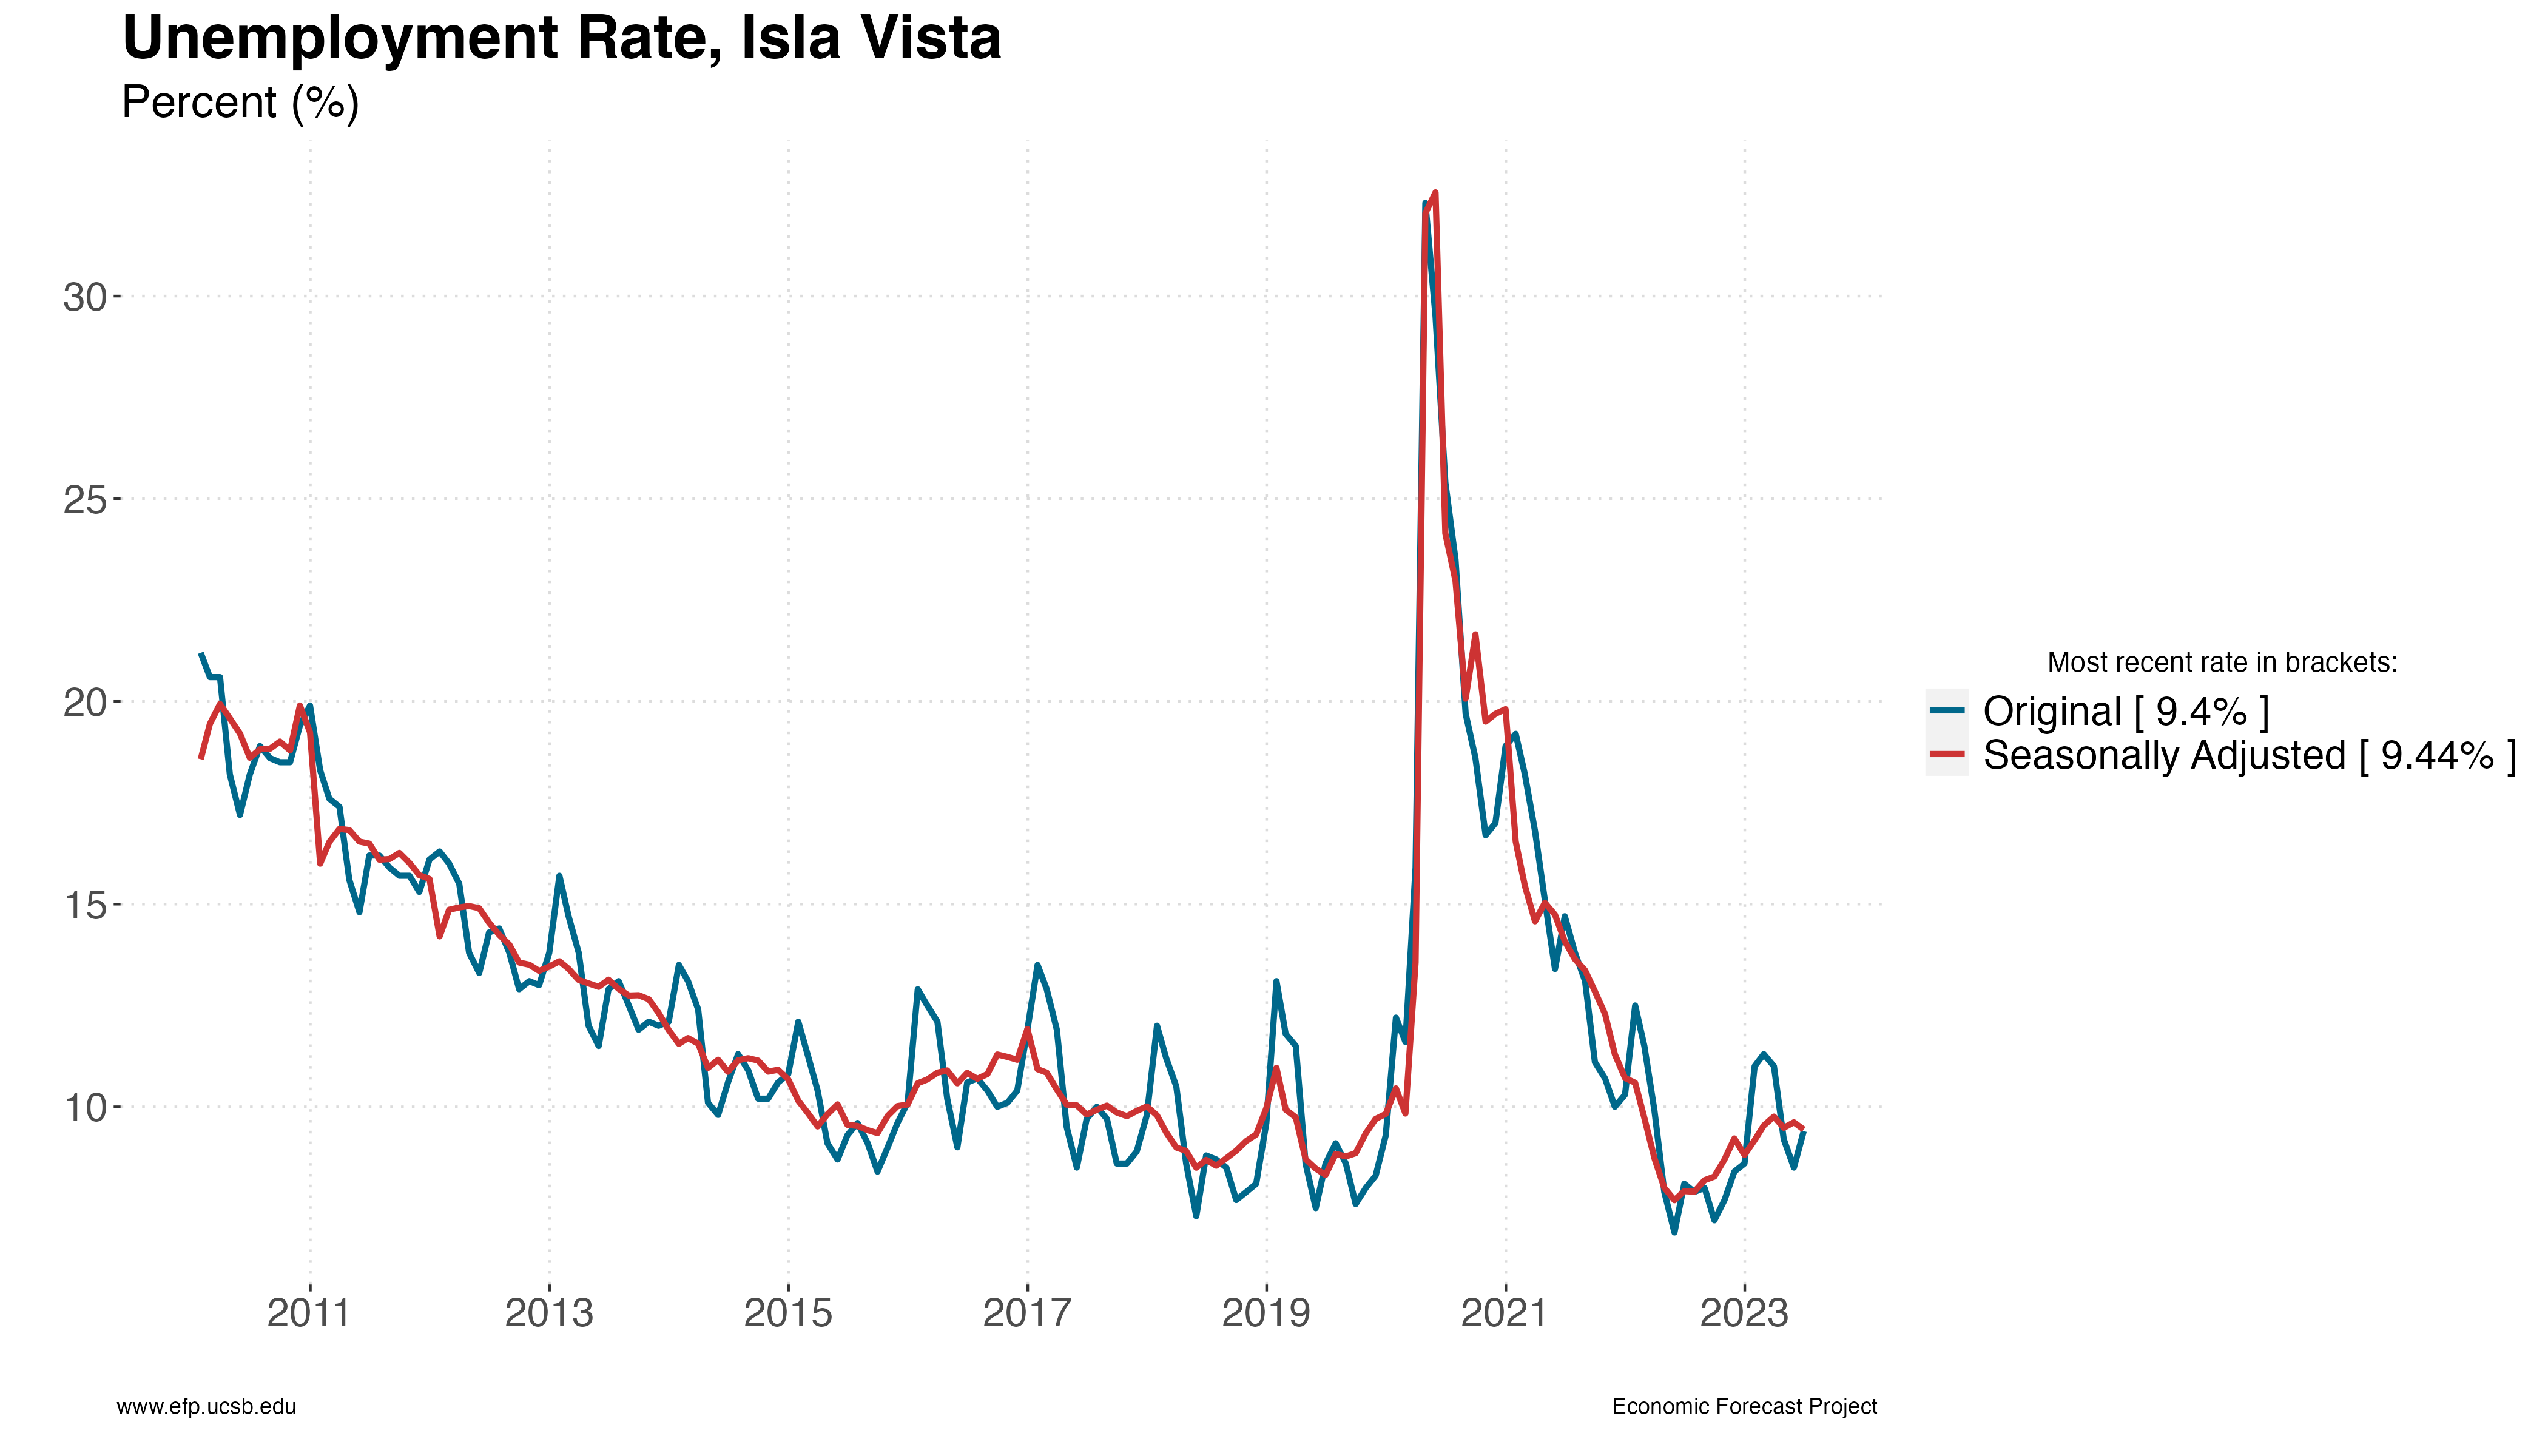 Unemployment Rate, Isla Vista
Percent (%)
30
25
20
15
10
2011
2013
2015
2017
2019
2021
2023
Most recent rate in brackets:
Original [ 9.4% ]
Seasonally Adjusted [ 9.44% ]
www.efp.ucsb.edu
Economic Forecast Project